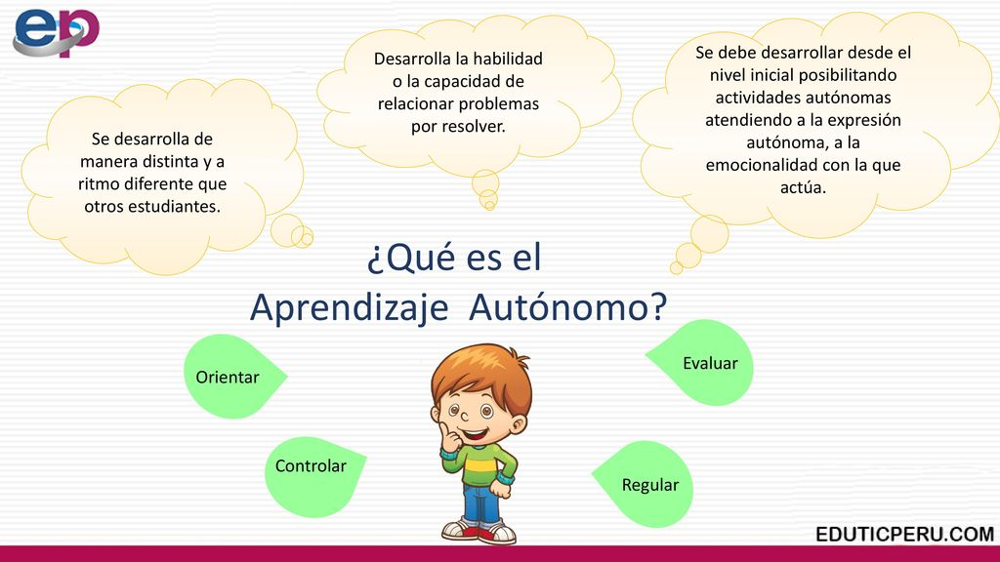 ep
Desarrolla la habilidad
o la capacidad de
relacionar problemas
por resolver.
Se debe desarrollar desde el
nivel inicial posibilitando
actividades autónomas
atendiendo a la expresión
autónoma, a la
emocionalidad con la que
actúa.
Se desarrolla de
manera distinta y a
ritmo diferente que
otros estudiantes.
¿Qué es el
Aprendizaje Autónomo?
Orientar
Evaluar
Controlar
Regular
EDUTICPERU.COM